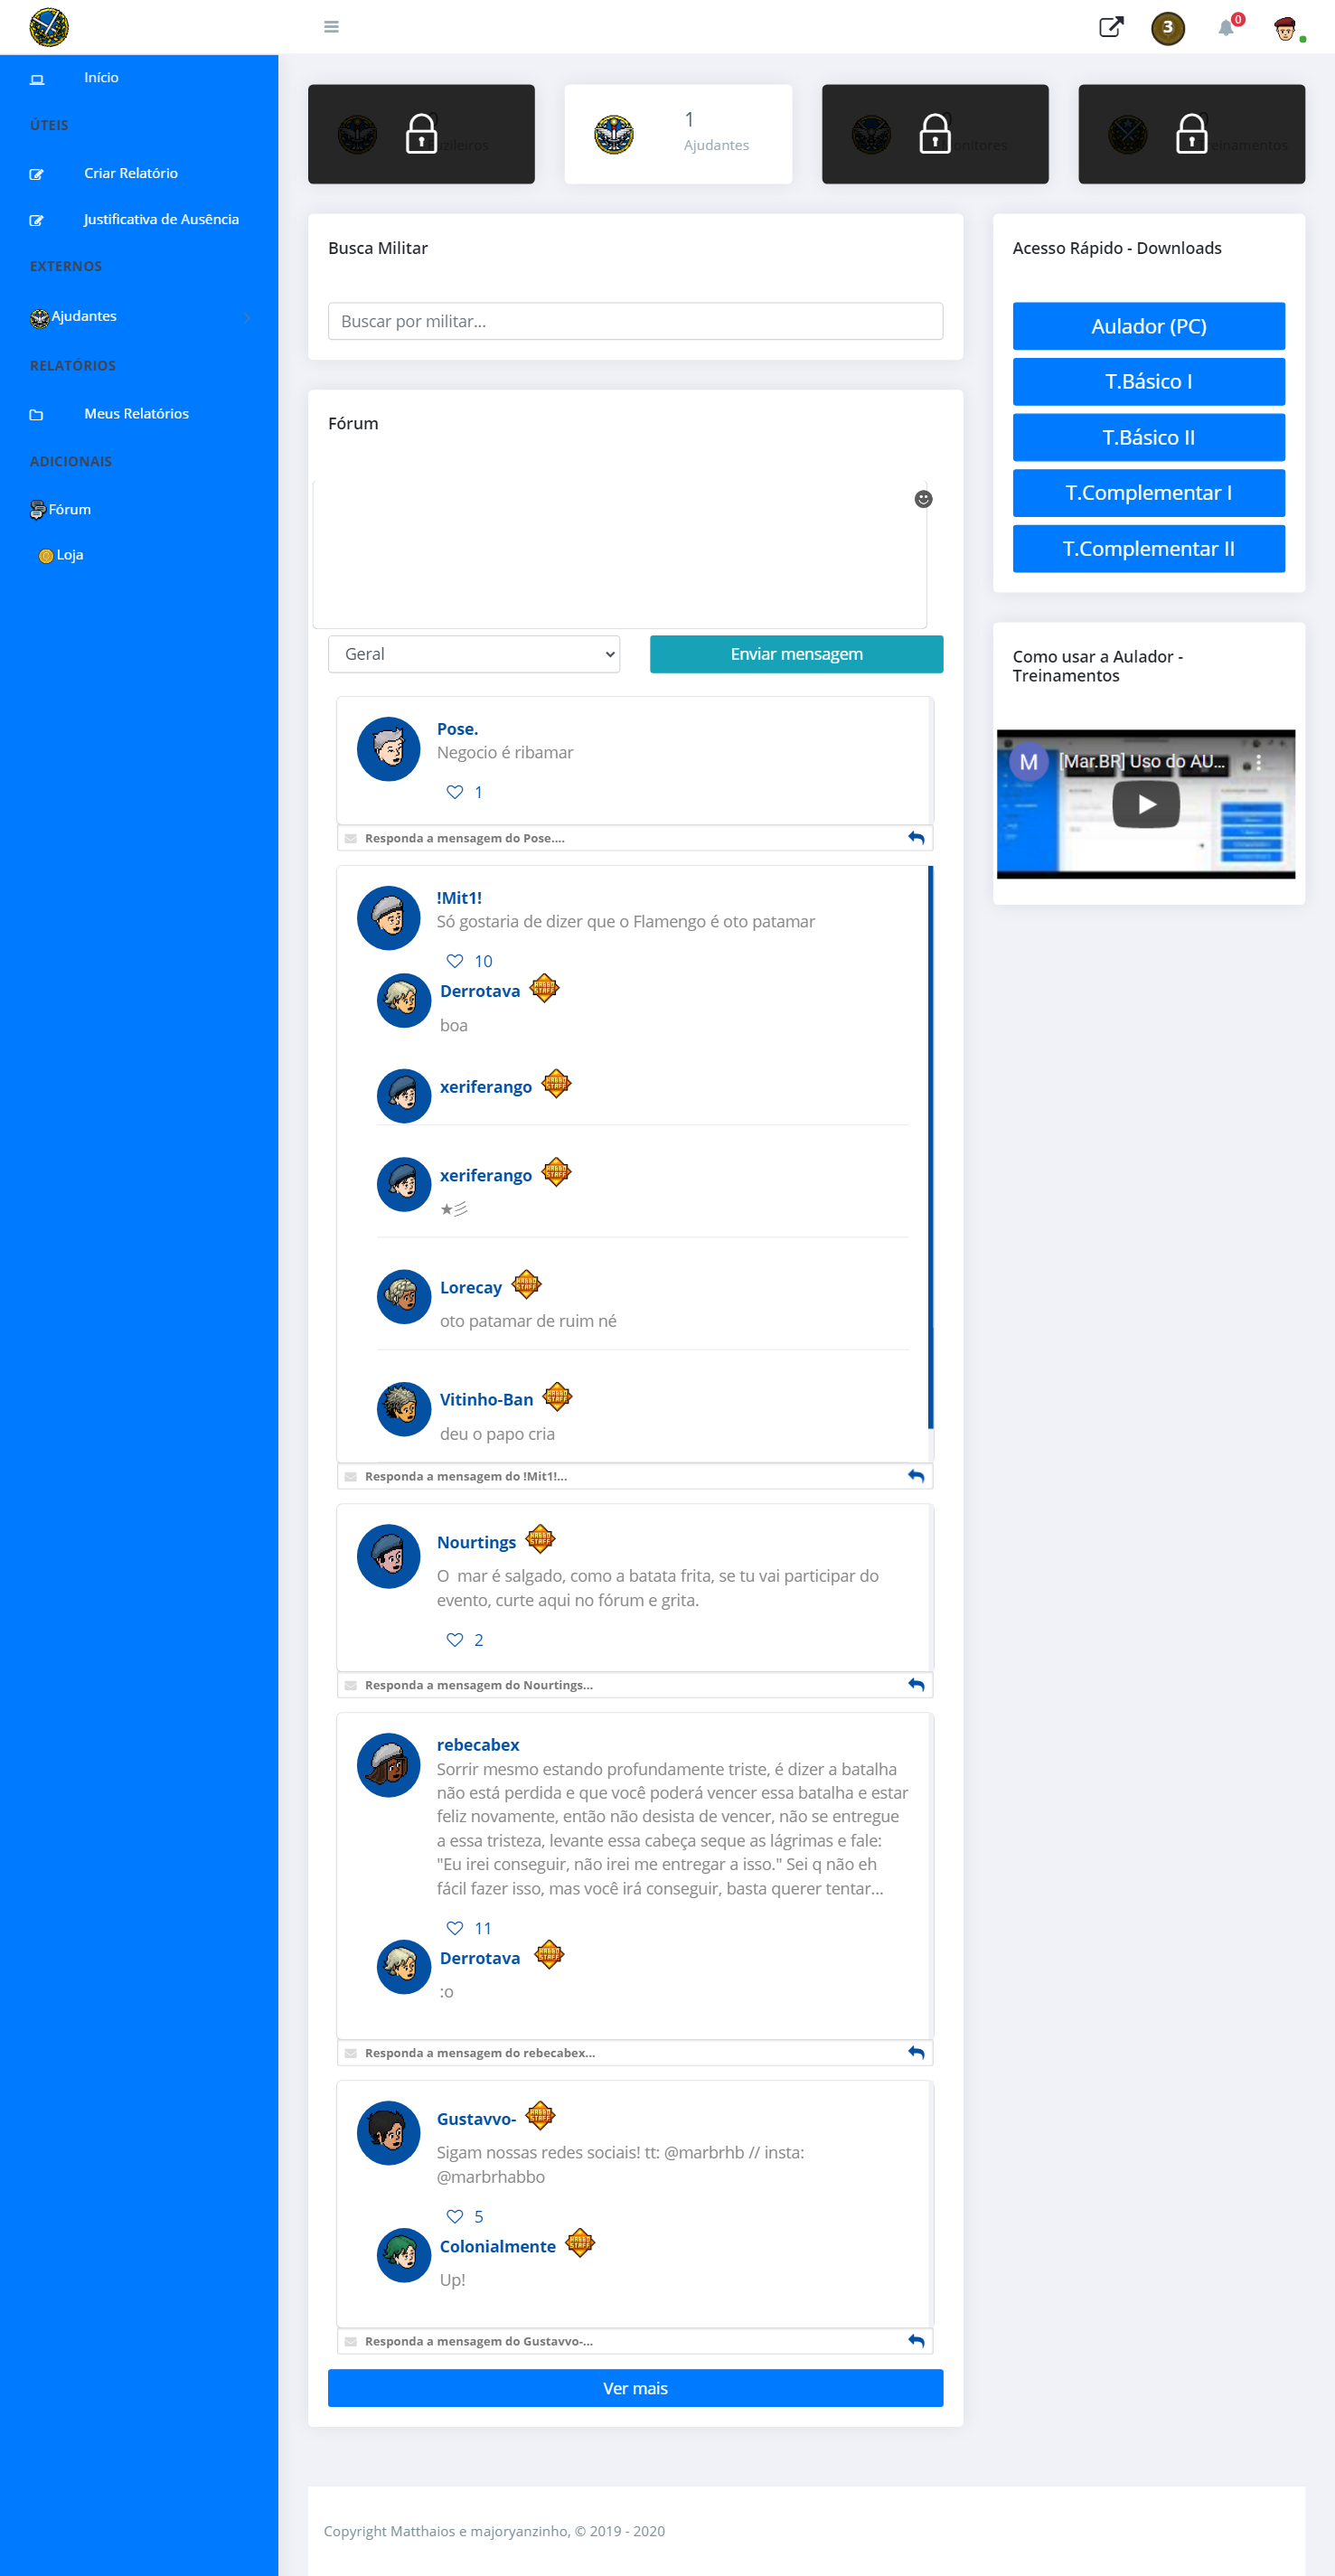 3
0
Início
ÚTEIS
Criar Relatório
Justificativa de Ausência
EXTERNOS
Ajudantes
RELATÓRIOS
Meus Relatórios
ADICIONAIS
Fórum
Loja
1
Ajudantes
Busca Militar
Buscar por militar...
Fórum
Geral
Enviar mensagem
Pose.
Negocio é ribamar
1
Responda a mensagem do Pose....
!Mit1!
Só gostaria de dizer que o Flamengo é oto patamar
10
Derrotava
boa
xeriferango
xeriferango
★彡
Lorecay
oto patamar de ruim né
Vitinho-Ban
deu o papo cria
Responda a mensagem do !Mit1!...
Nourtings
O mar é salgado, como a batata frita, se tu vai participar do
evento, curte aqui no fórum e grita.
2
Responda a mensagem do Nourtings...
rebecabex
Sorrir mesmo estando profundamente triste, é dizer a batalha
não está perdida e que você poderá vencer essa batalha e estar
feliz novamente, então não desista de vencer, não se entregue
a essa tristeza, levante essa cabeça seque as lágrimas e fale:
"Eu irei conseguir, não irei me entregar a isso." Sei q não eh
fácil fazer isso, mas você irá conseguir, basta querer tentar...
11
Derrotava
:o
Responda a mensagem do rebecabex...
Gustavvo-
Sigam nossas redes sociais! tt: @marbrhb // insta:
@marbrhabbo
5
Colonialmente
Up!
Responda a mensagem do Gustavvo-...
Ver mais
Acesso Rápido - Downloads
Aulador (PC)
T.Básico I
T.Básico II
T.Complementar I
T.Complementar II
Como usar a Aulador -
Treinamentos
M
[Mar.BR] Uso do AU...
Copyright Matthaios e majoryanzinho, © 2019 - 2020